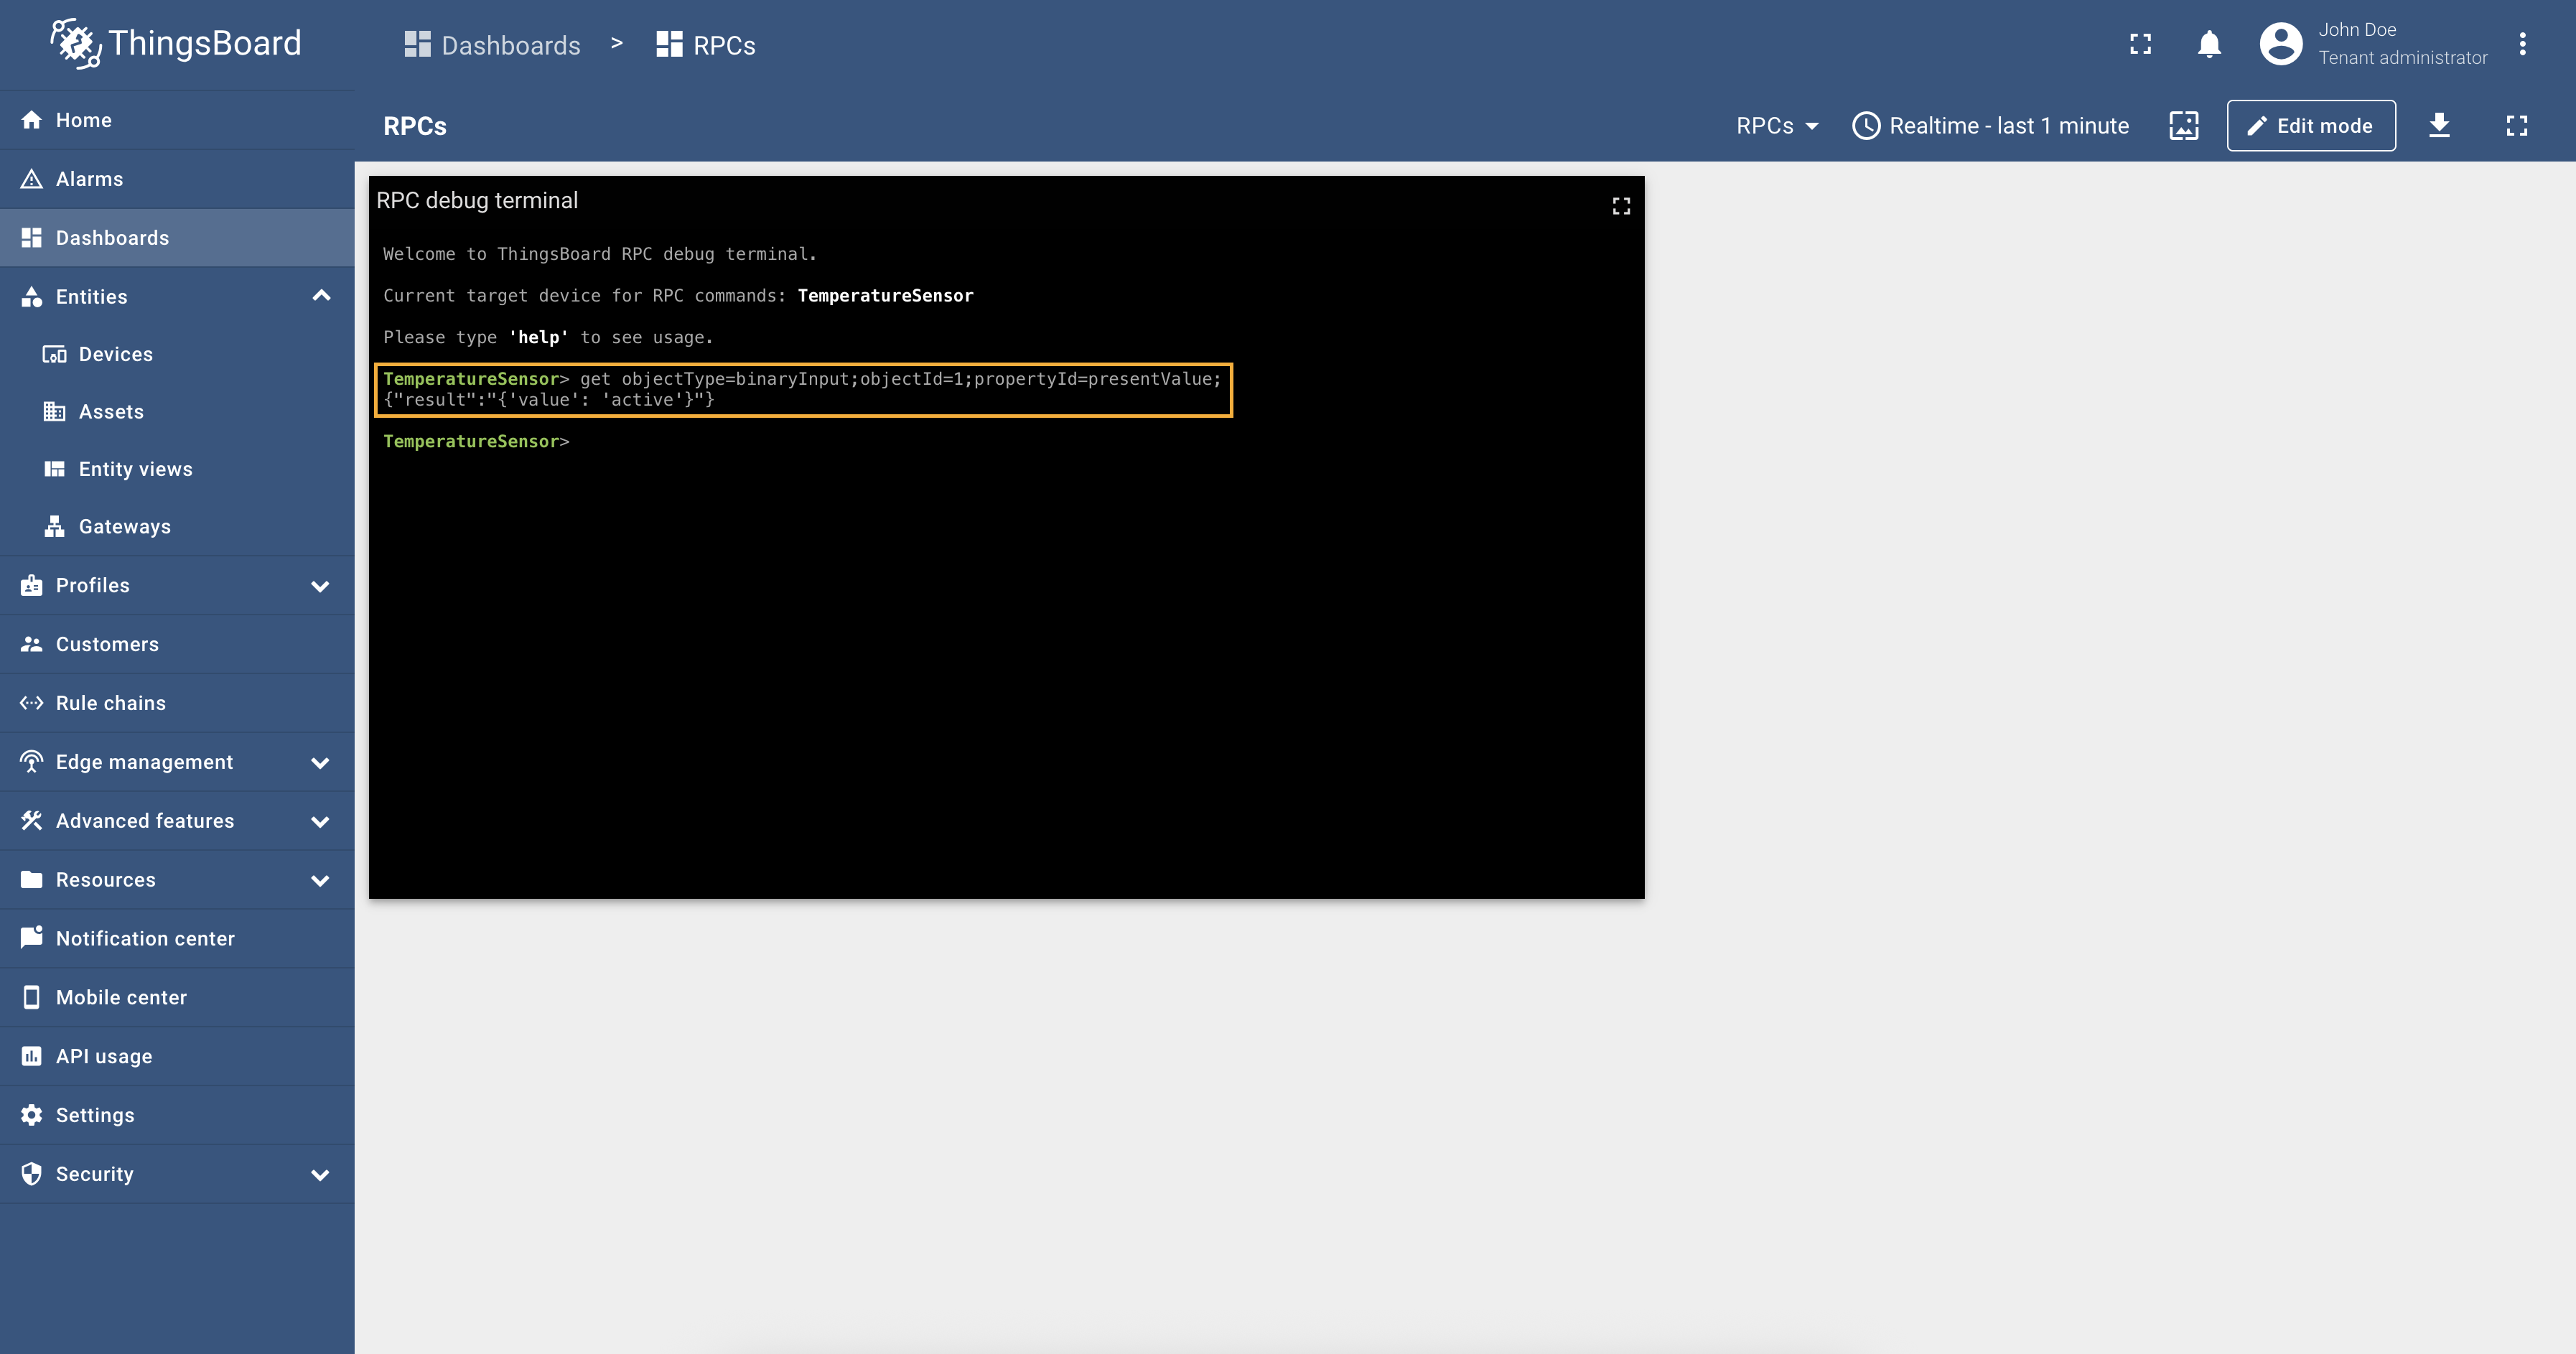 ThingsBoard
Dashboards > RPCs
John Doe
Tenant administrator
Home
Alarms
Dashboards
Entities
Devices
Assets
Entity views
Gateways
Profiles
Customers
Rule chains
Edge management
Advanced features
Resources
Notification center
Mobile center
API usage
Settings
Security
RPCs
RPCs
Realtime - last 1 minute
Edit mode
RPC debug terminal
Welcome to ThingsBoard RPC debug terminal.
Current target device for RPC commands: TemperatureSensor
Please type 'help' to see usage.
TemperatureSensor> get objectType=binaryInput;objectId=1;propertyId=presentValue;
{"result":"{'value': 'active'}"}
TemperatureSensor>